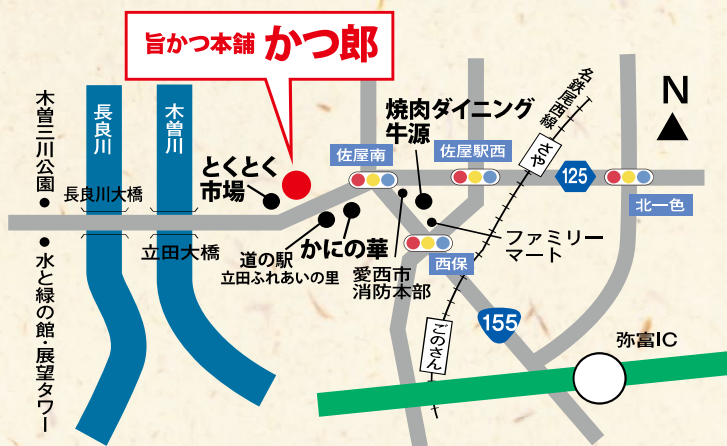 旨かつ本舗 かつ郎
N
名鉄尾西線
木曽三川公園●
●水と緑の館・展望タワー
長良川
木曽川
長良川大橋
立田大橋
とくとく
市場
焼肉ダイニング
牛源
佐屋南
佐屋駅西
さや
125
北一色
道の駅
立田ふれあいの里
かにの華
愛西市
消防本部
ファミリー
マート
西保
155
ごのさん
弥富IC